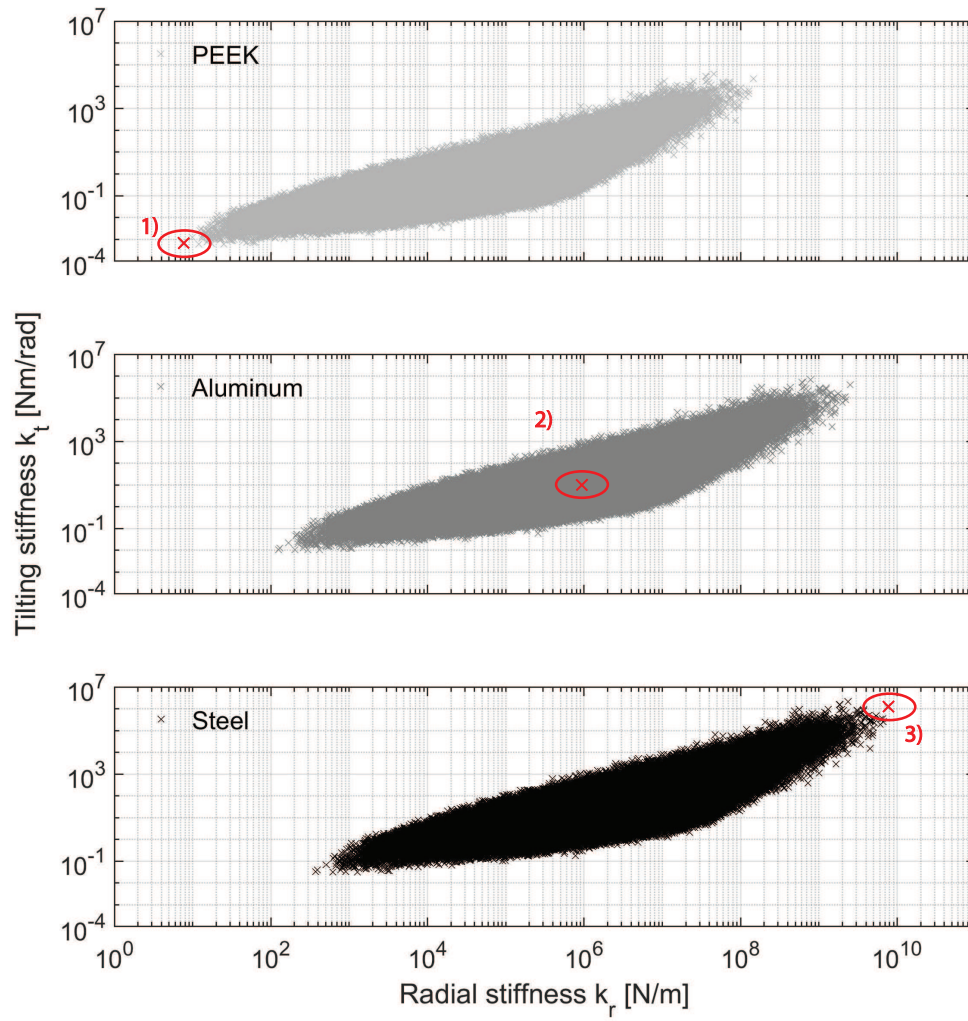 10^7
PEEK
10^3
10^-1
1)
10^-4
10^7
Aluminum
2)
10^3
10^-1
10^-4
Tilting stiffness k_t [Nm/rad]
10^7
Steel
3)
10^3
10^-1
10^-4
10^0 10^2 10^4 10^6 10^8 10^10
Radial stiffness k_r [N/m]